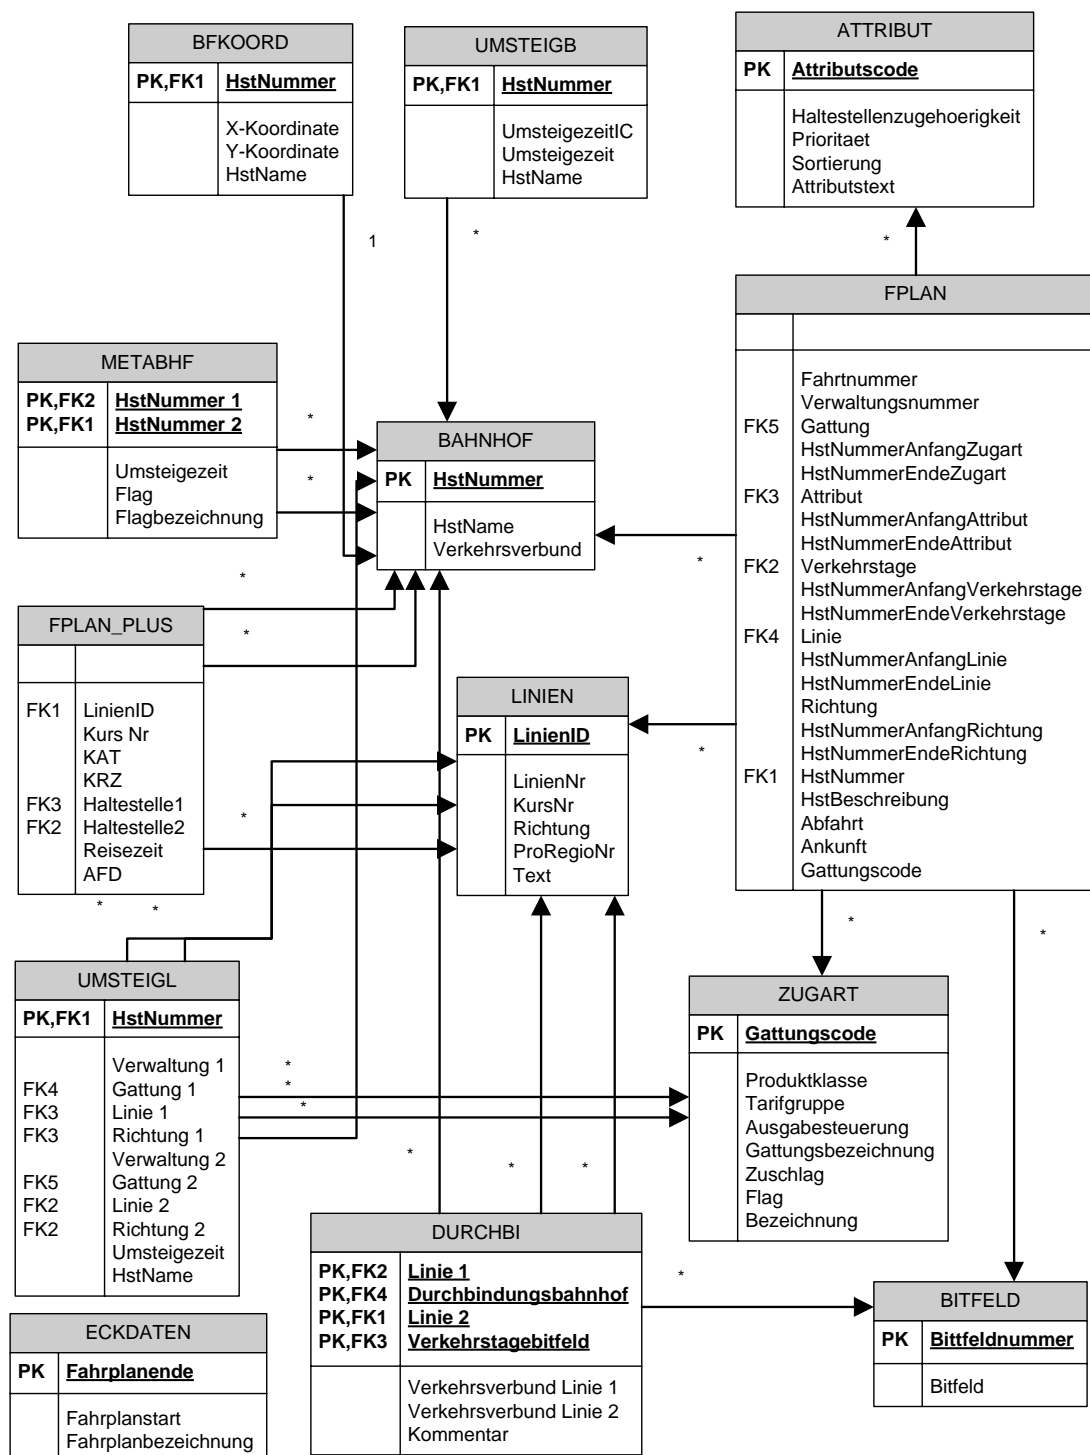 BFKOORD
PK,FK1 HstNummer
X-Koordinate
Y-Koordinate
HstName
UMSTEIGB
PK,FK1 HstNummer
UmsteigezeitIC
Umsteigezeit
HstName
ATTRIBUT
PK Attributscode
Haltestellenzugehoerigkeit
Prioritaet
Sortierung
Attributstext
1
*
*
FPLAN
Fahrtnummer
Verwaltungsnummer
FK5 Gattung
HstNummerAnfangZugart
HstNummerEndeZugart
FK3 Attribut
HstNummerAnfangAttribut
HstNummerEndeAttribut
FK2 Verkehrstage
HstNummerAnfangVerkehrstage
HstNummerEndeVerkehrstage
FK4 Linie
HstNummerAnfangLinie
HstNummerEndeLinie
Richtung
HstNummerAnfangRichtung
HstNummerEndeRichtung
FK1 HstNummer
HstBeschreibung
Abfahrt
Ankunft
Gattungscode
METABHF
PK,FK2 HstNummer 1
PK,FK1 HstNummer 2
Umsteigezeit
Flag
Flagbezeichnung
*
*
BAHNHOF
PK HstNummer
HstName
Verkehrsverbund
*
*
*
FPLAN_PLUS
FK1 LinienID
Kurs Nr
KAT
KRZ
FK3 Haltestelle1
FK2 Haltestelle2
Reisezeit
AFD
*
* *
LINIEN
PK LinienID
LinienNr
KursNr
Richtung
ProRegioNr
Text
*
*
*
UMSTEIGL
PK,FK1 HstNummer
Verwaltung 1
FK4 Gattung 1
FK3 Linie 1
FK3 Richtung 1
Verwaltung 2
FK5 Gattung 2
FK2 Linie 2
FK2 Richtung 2
Umsteigezeit
HstName
*
*
*
*
*
*
ZUGART
PK Gattungscode
Produktklasse
Tarifgruppe
Ausgabesteuerung
Gattungsbezeichnung
Zuschlag
Flag
Bezeichnung
DURCHBI
PK,FK2 Linie 1
PK,FK4 Durchbindungsbahnhof
PK,FK1 Linie 2
PK,FK3 Verkehrstagebitfeld
Verkehrsverbund Linie 1
Verkehrsverbund Linie 2
Kommentar
*
BITFELD
PK Bittfeldnummer
Bitfeld
ECKDATEN
PK Fahrplanende
Fahrplanstart
Fahrplanbezeichnung